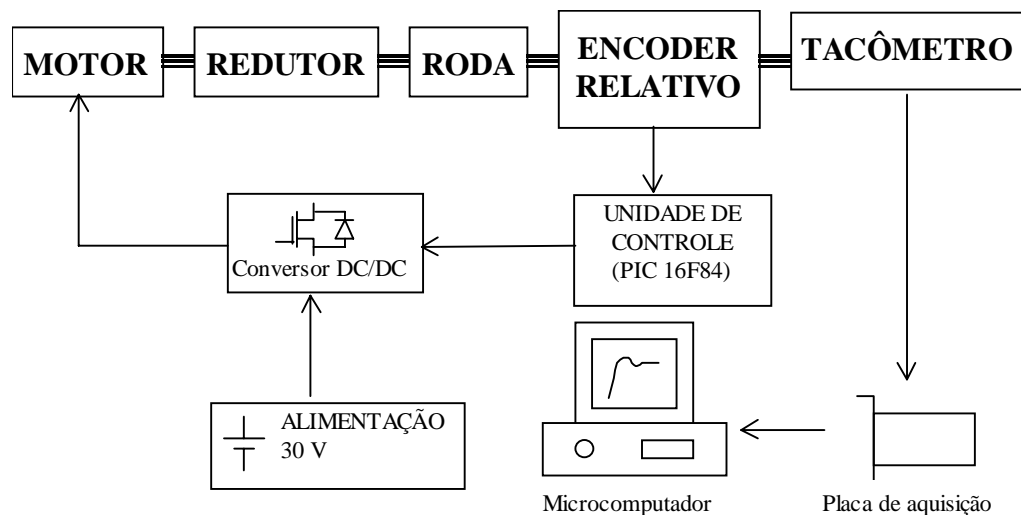 MOTOR
REDUTOR
RODA
ENCODER
RELATIVO
TACÔMETRO
UNIDADE DE
CONTROLE
(PIC 16F84)
Conversor DC/DC
ALIMENTAÇÃO
30 V
Microcomputador
Placa de aquisição